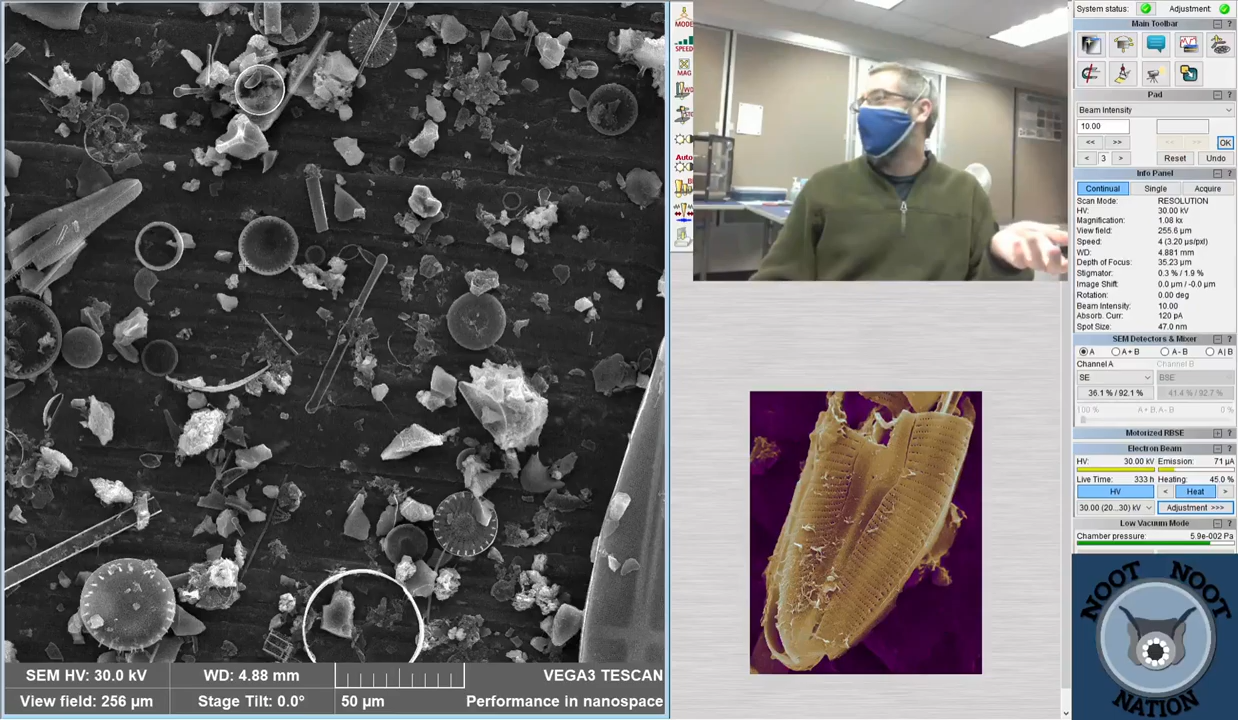 System status: Adjustment:
Main Toolbar
Pad
Beam Intensity
10.00
<< >> OK
< 3 > Reset Undo
Info Panel
Continual Single Acquire
Scan Mode: RESOLUTION
HV: 30.00 kV
Magnification: 1.08 kx
View field: 255.6 µm
Speed: 4 (3.20 µs/pxl)
WD: 4.881 mm
Depth of Focus: 35.23 µm
Stigmator: 0.3 % / 1.9 %
Image Shift: 0.0 µm / -0.0 µm
Rotation: 0.00 deg
Beam Intensity: 10.00
Absorb. Curr: 120 pA
Spot Size: 47.0 nm
SEM Detectors & Mixer
A A + B A - B A | B
Channel A Channel B
SE BSE
36.1 % / 92.1 % 41.4 % / 92.7 %
100 % A + B, A - B 0 %
Motorized RBSE
Electron Beam
HV: 30.00 kV Emission: 71 µA
Live Time: 333 h Heating: 45.0 %
HV < Heat >
30.00 (20...30) kV Adjustment >>>
Low Vacuum Mode
Chamber pressure: 5.9e-002 Pa
NOOT NOOT
NATION
MODE
SPEED
MAG
WD
Auto
SEM HV: 30.0 kV WD: 4.88 mm VEGA3 TESCAN
View field: 256 µm Stage Tilt: 0.0° 50 µm Performance in nanospace